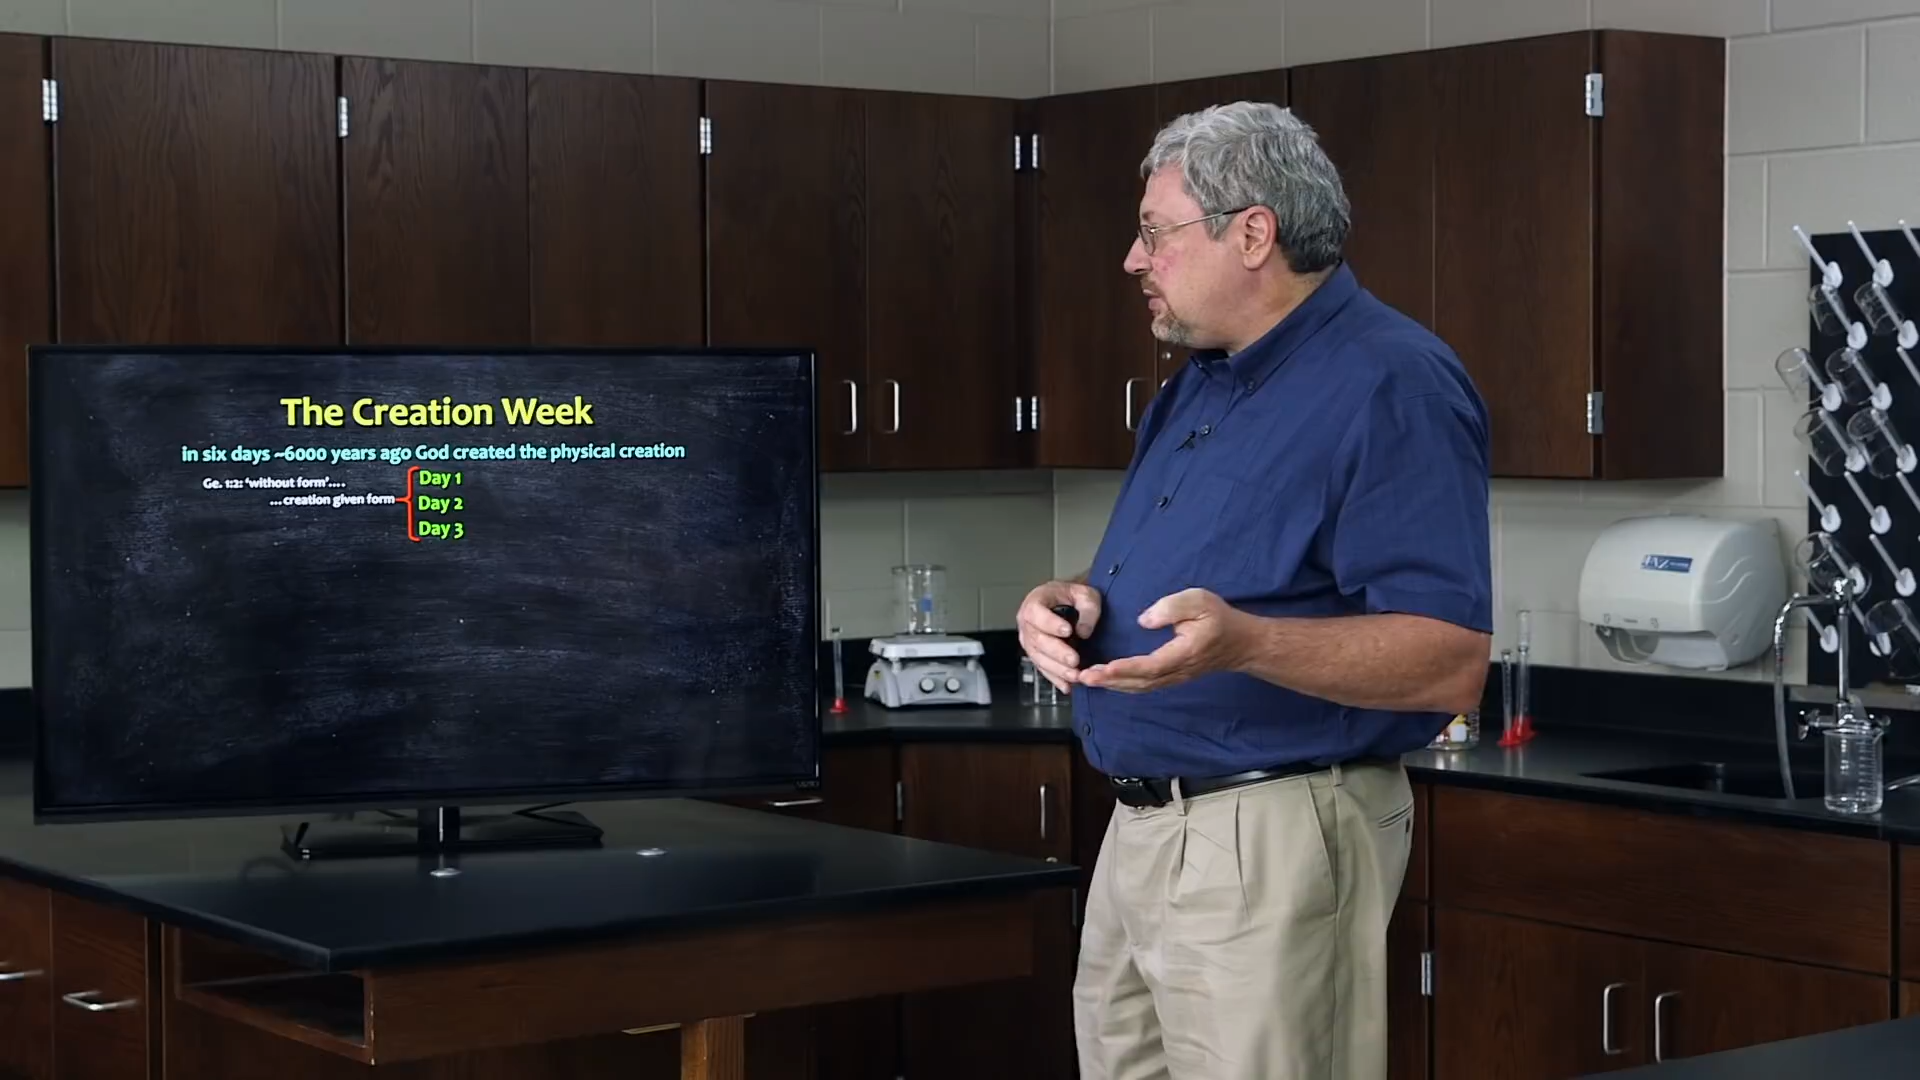 The Creation Week
in six days ~6000 years ago God created the physical creation
Ge. 1:2: 'without form'....
...creation given form
Day 1
Day 2
Day 3